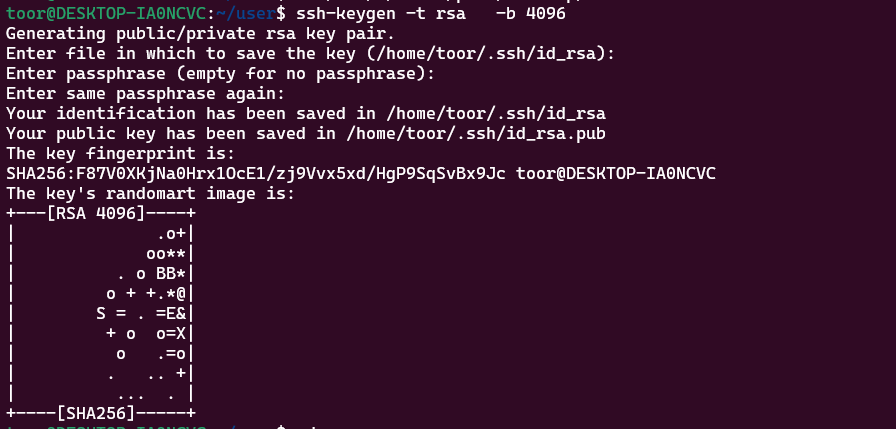 toor@DESKTOP-IA0NCVC:~/user$ ssh-keygen -t rsa   -b 4096
Generating public/private rsa key pair.
Enter file in which to save the key (/home/toor/.ssh/id_rsa):
Enter passphrase (empty for no passphrase):
Enter same passphrase again:
Your identification has been saved in /home/toor/.ssh/id_rsa
Your public key has been saved in /home/toor/.ssh/id_rsa.pub
The key fingerprint is:
SHA256:F87V0XKjNa0Hrx1OcE1/zj9Vvx5xd/HgP9SqSvBx9Jc toor@DESKTOP-IA0NCVC
The key's randomart image is:
+---[RSA 4096]----+
|              .o+|
|             oo**|
|          . o BB*|
|         o + +.*@|
|        S = . =E&|
|         + o  o=X|
|          o   .=o|
|         .   .. +|
|          ...  . |
+----[SHA256]-----+